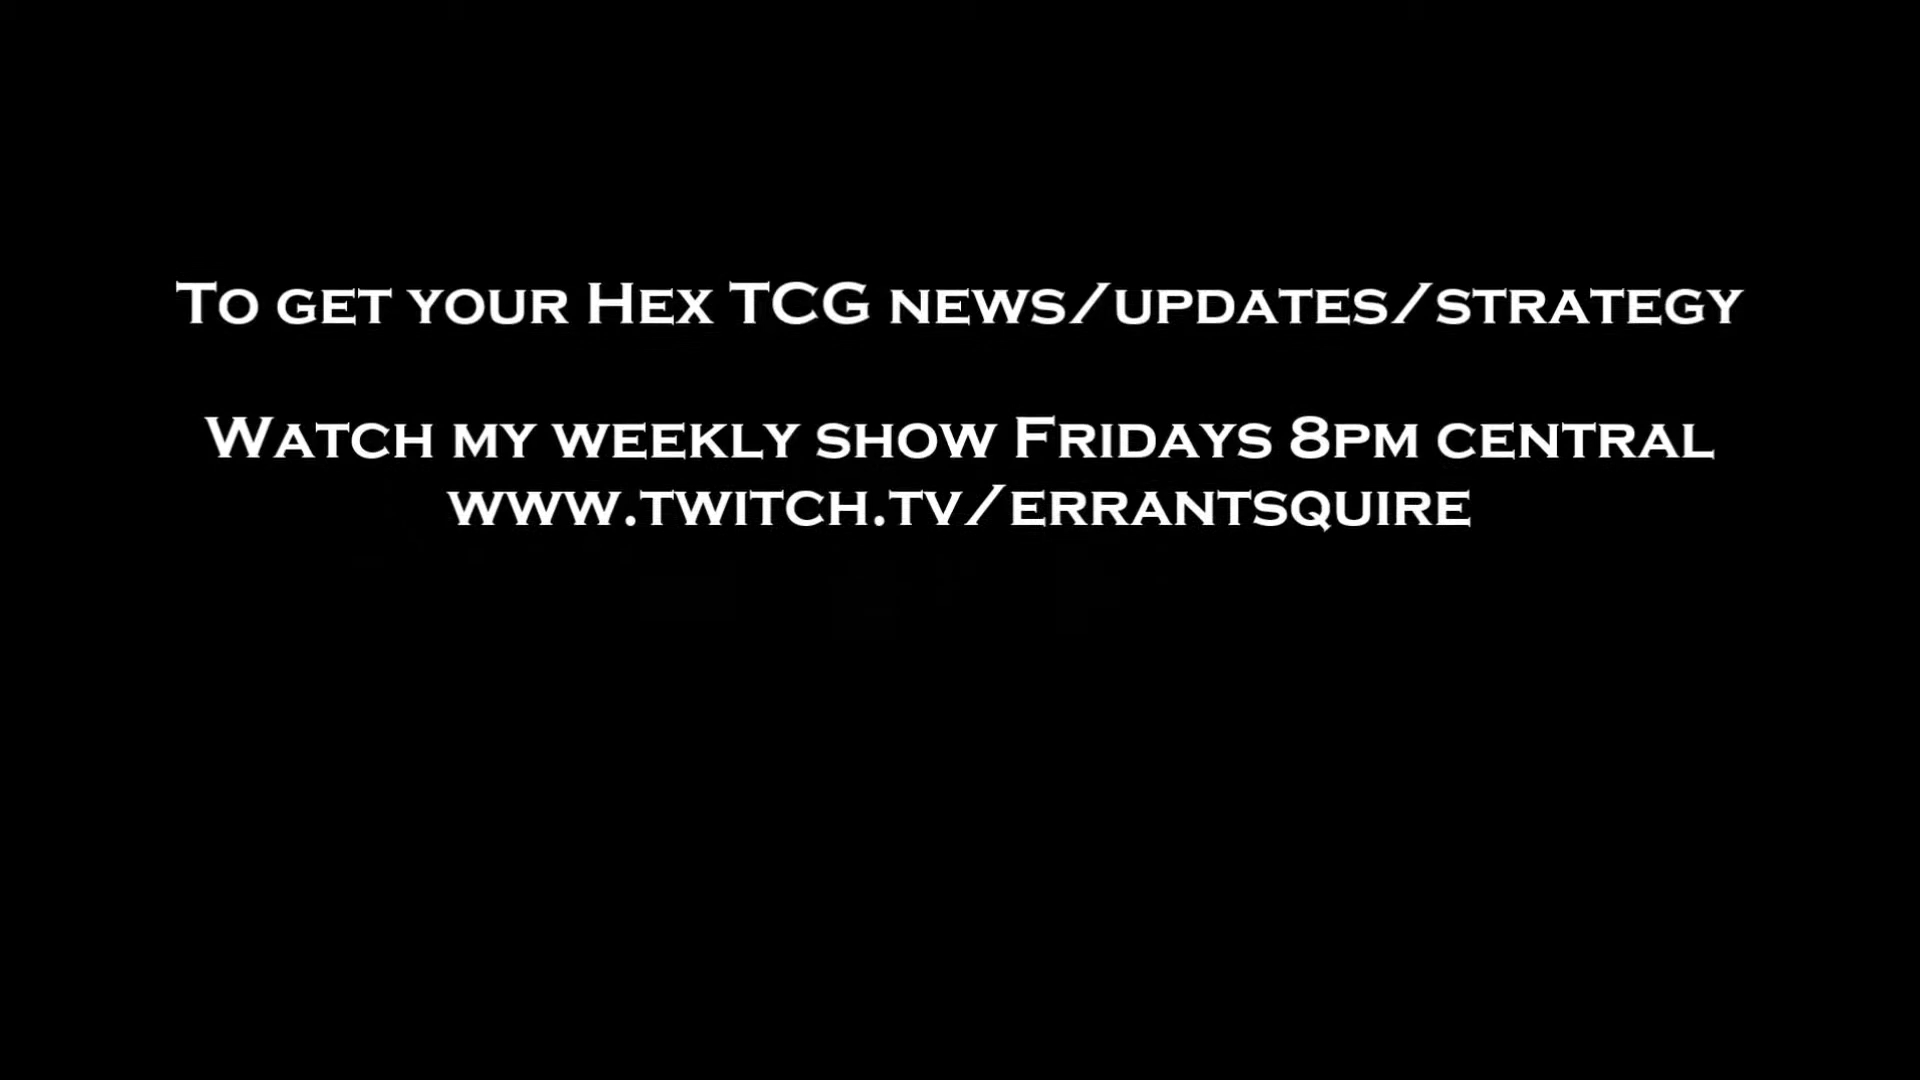 To get your Hex TCG news/updates/strategy
Watch my weekly show Fridays 8pm central
www.twitch.tv/errantsquire